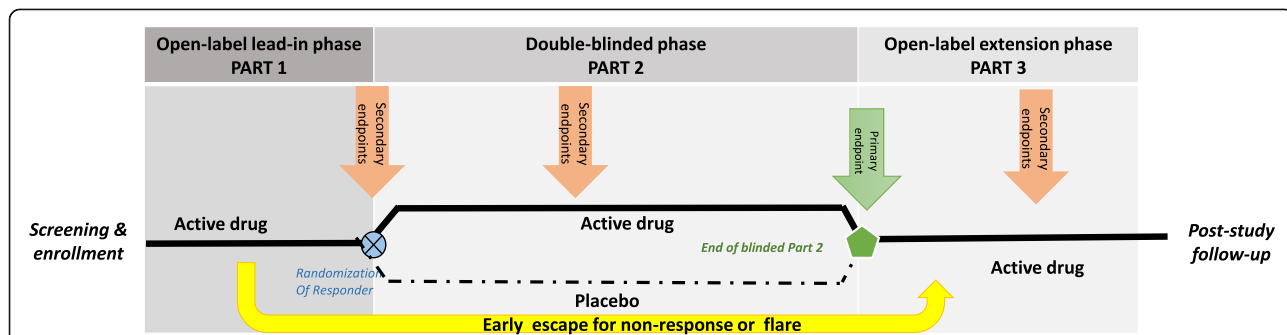 Open-label lead-in phase
PART 1
Double-blinded phase
PART 2
Open-label extension phase
PART 3
Secondary
endpoints
Secondary
endpoints
Primary
endpoint
Secondary
endpoints
Screening &
enrollment
Active drug
Active drug
Randomization
Of Responder
End of blinded Part 2
Placebo
Active drug
Post-study
follow-up
Early escape for non-response or flare